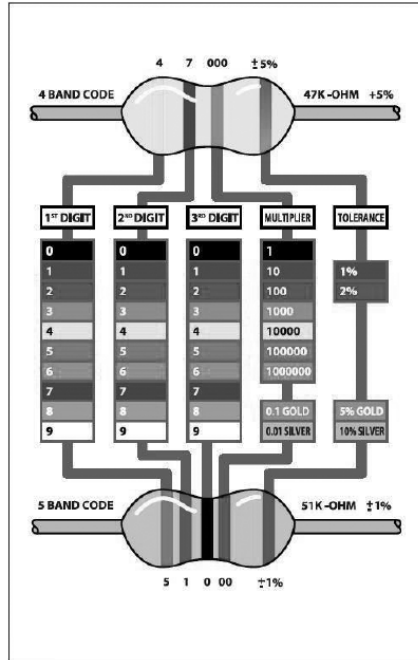 4 7 000 ±5%
4 BAND CODE 47K-OHM +5%
1ST DIGIT 2ND DIGIT 3RD DIGIT MULTIPLIER TOLERANCE
0 0 0 1
1 1 1 10 1%
2 2 2 100 2%
3 3 3 1000
4 4 4 10000
5 5 5 100000
6 6 6 1000000
7 7 7
8 8 8 0.1 GOLD 5% GOLD
9 9 9 0.01 SILVER 10% SILVER
5 BAND CODE 51K-OHM ±1%
5 1 0 00 ±1%